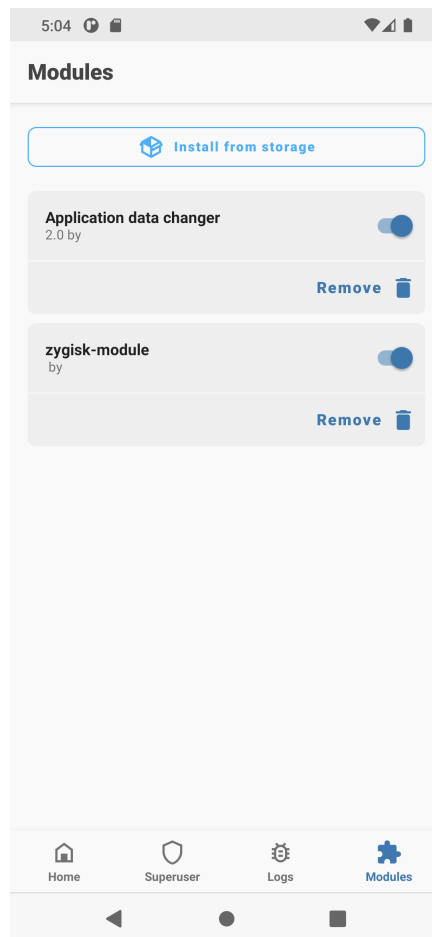 5:04
Modules
Install from storage
Application data changer
2.0 by
Remove
zygisk-module
by
Remove
Home
Superuser
Logs
Modules